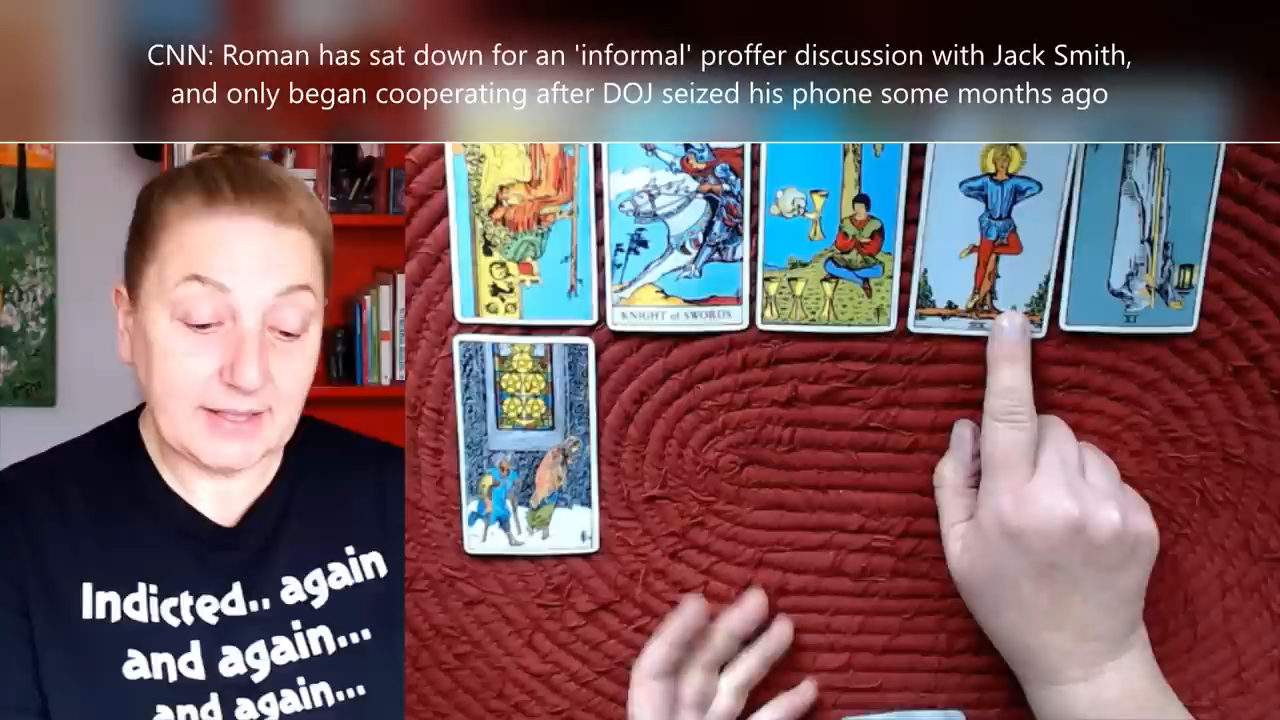 CNN: Roman has sat down for an 'informal' proffer discussion with Jack Smith,
and only began cooperating after DOJ seized his phone some months ago
KNIGHT of SWORDS
Indicted.. again
and again...
and again...